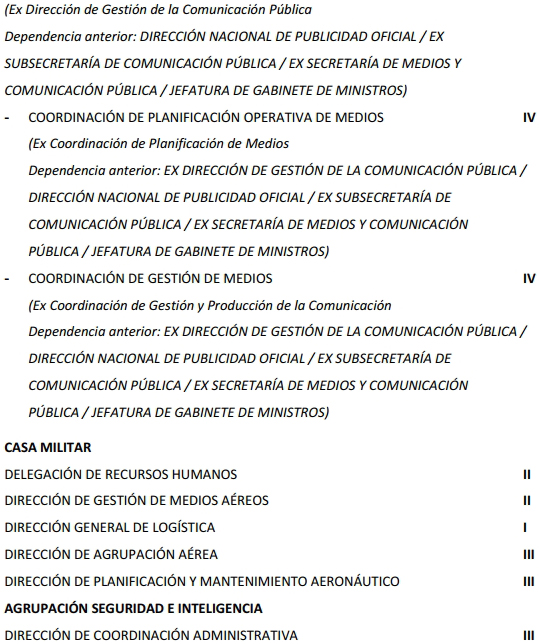 (Ex Dirección de Gestión de la Comunicación Pública
Dependencia anterior: DIRECCIÓN NACIONAL DE PUBLICIDAD OFICIAL / EX
SUBSECRETARÍA DE COMUNICACIÓN PÚBLICA / EX SECRETARÍA DE MEDIOS Y
COMUNICACIÓN PÚBLICA / JEFATURA DE GABINETE DE MINISTROS)
- COORDINACIÓN DE PLANIFICACIÓN OPERATIVA DE MEDIOS IV
(Ex Coordinación de Planificación de Medios
Dependencia anterior: EX DIRECCIÓN DE GESTIÓN DE LA COMUNICACIÓN PÚBLICA /
DIRECCIÓN NACIONAL DE PUBLICIDAD OFICIAL / EX SUBSECRETARÍA DE
COMUNICACIÓN PÚBLICA / EX SECRETARÍA DE MEDIOS Y COMUNICACIÓN
PÚBLICA / JEFATURA DE GABINETE DE MINISTROS)
- COORDINACIÓN DE GESTIÓN DE MEDIOS IV
(Ex Coordinación de Gestión y Producción de la Comunicación
Dependencia anterior: EX DIRECCIÓN DE GESTIÓN DE LA COMUNICACIÓN PÚBLICA /
DIRECCIÓN NACIONAL DE PUBLICIDAD OFICIAL / EX SUBSECRETARÍA DE
COMUNICACIÓN PÚBLICA / EX SECRETARÍA DE MEDIOS Y COMUNICACIÓN
PÚBLICA / JEFATURA DE GABINETE DE MINISTROS)
CASA MILITAR
DELEGACIÓN DE RECURSOS HUMANOS II
DIRECCIÓN DE GESTIÓN DE MEDIOS AÉREOS II
DIRECCIÓN GENERAL DE LOGÍSTICA I
DIRECCIÓN DE AGRUPACIÓN AÉREA III
DIRECCIÓN DE PLANIFICACIÓN Y MANTENIMIENTO AERONÁUTICO III
AGRUPACIÓN SEGURIDAD E INTELIGENCIA
DIRECCIÓN DE COORDINACIÓN ADMINISTRATIVA III